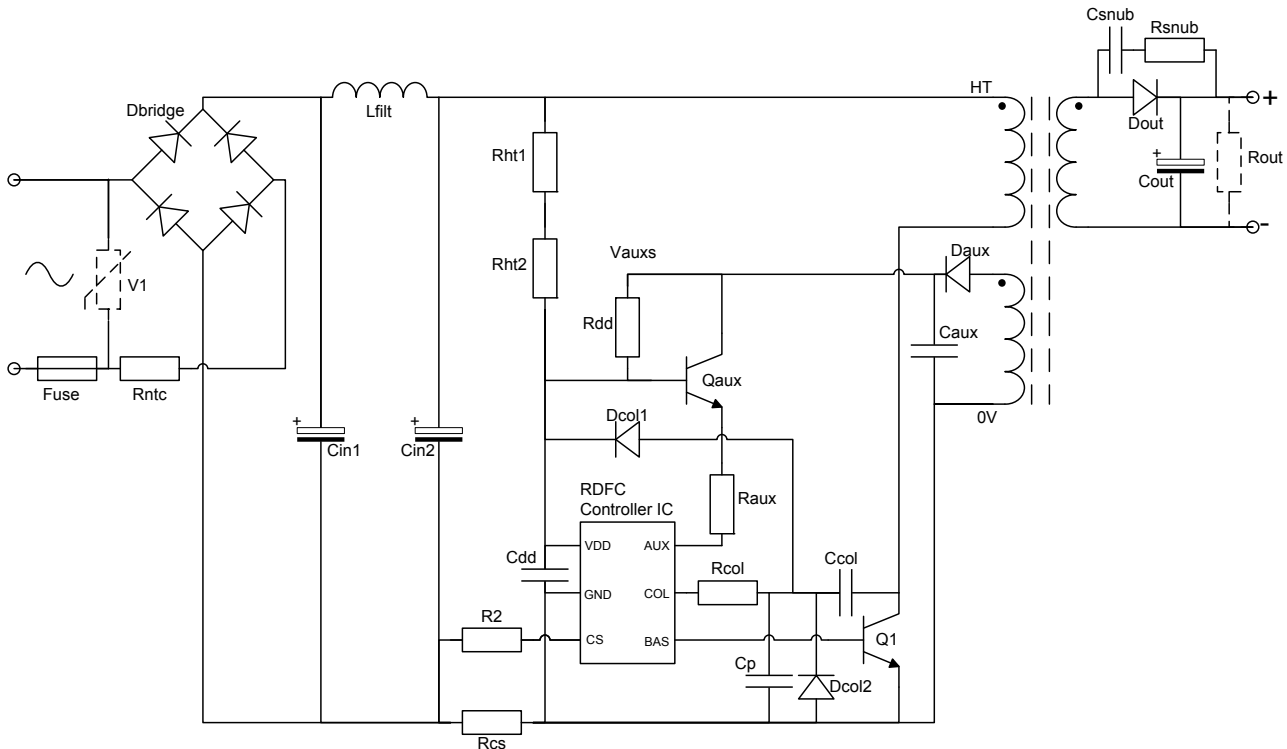 Csnub
Rsnub
HT
+
Dbridge
Lfilt
Dout
Rht1
+
Rout
Cout
-
Rht2
Vauxs
Daux
V1
Rdd
Caux
Qaux
Fuse
Rntc
0V
Dcol1
+
Cin1
+
Cin2
RDFC
Controller IC
Raux
VDD
AUX
Cdd
Rcol
Ccol
GND
COL
R2
CS
BAS
Q1
Cp
Dcol2
Rcs